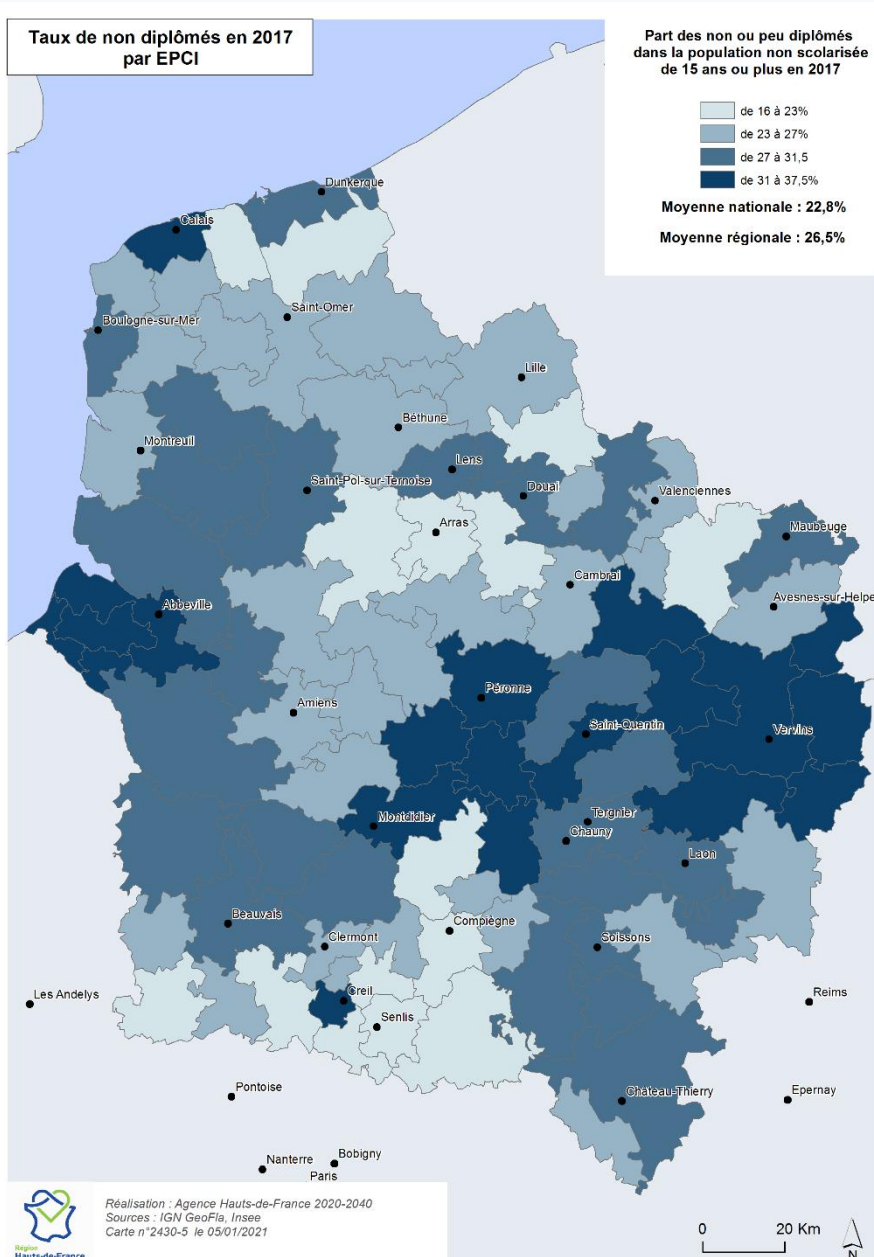 Taux de non diplômés en 2017
par EPCI
Part des non ou peu diplômés
dans la population non scolarisée
de 15 ans ou plus en 2017
de 16 à 23%
de 23 à 27%
de 27 à 31,5
de 31 à 37,5%
Moyenne nationale : 22,8%
Moyenne régionale : 26,5%
Dunkerque
Calais
Saint-Omer
Boulogne-sur-Mer
Lille
Béthune
Montreuil
Lens
Saint-Pol-sur-Ternoise
Douai
Valenciennes
Arras
Maubeuge
Cambrai
Avesnes-sur-Helpe
Abbeville
Péronne
Amiens
Saint-Quentin
Vervins
Montdidier
Tergnier
Chauny
Laon
Beauvais
Compiègne
Clermont
Soissons
Les Andelys
Creil
Reims
Senlis
Pontoise
Château-Thierry
Epernay
Nanterre
Bobigny
Paris
Région
Hauts-de-France
Réalisation : Agence Hauts-de-France 2020-2040
Sources : IGN GeoFla, Insee
Carte n°2430-5 le 05/01/2021
0 20 Km
N